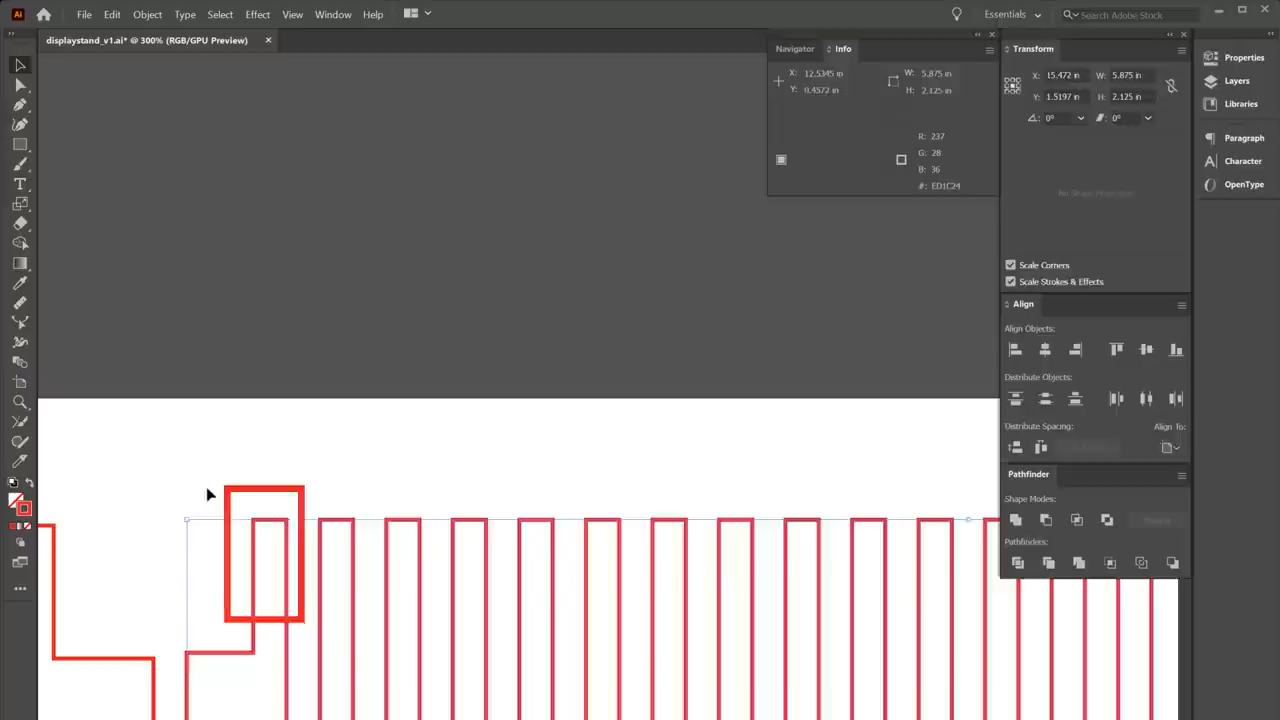 Ai File Edit Object Type Select Effect View Window Help Essentials Search Adobe Stock
displaystand_v1.ai* @ 300% (RGB/GPU Preview) ×
Navigator Info
X: 12.5345 in W: 5.875 in
Y: 0.4572 in H: 2.125 in
R: 237
G: 28
B: 36
#: ED1C24
Transform
X: 15.472 in W: 5.875 in
Y: 1.5197 in H: 2.125 in
0° 0°
No Shape Properties
Scale Corners
Scale Strokes & Effects
Align
Align Objects:
Distribute Objects:
Distribute Spacing: Align To:
Pathfinder
Shape Modes:
Pathfinders:
Properties
Layers
Libraries
Paragraph
Character
OpenType